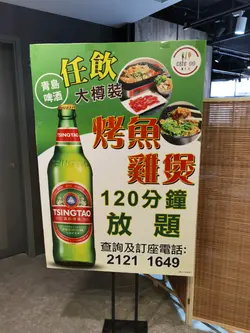 青島
啤酒
任飲
大樽裝
烤魚
雞煲
120分鐘
放題
查詢及訂座電話:
2121 1649
TSINGTAO